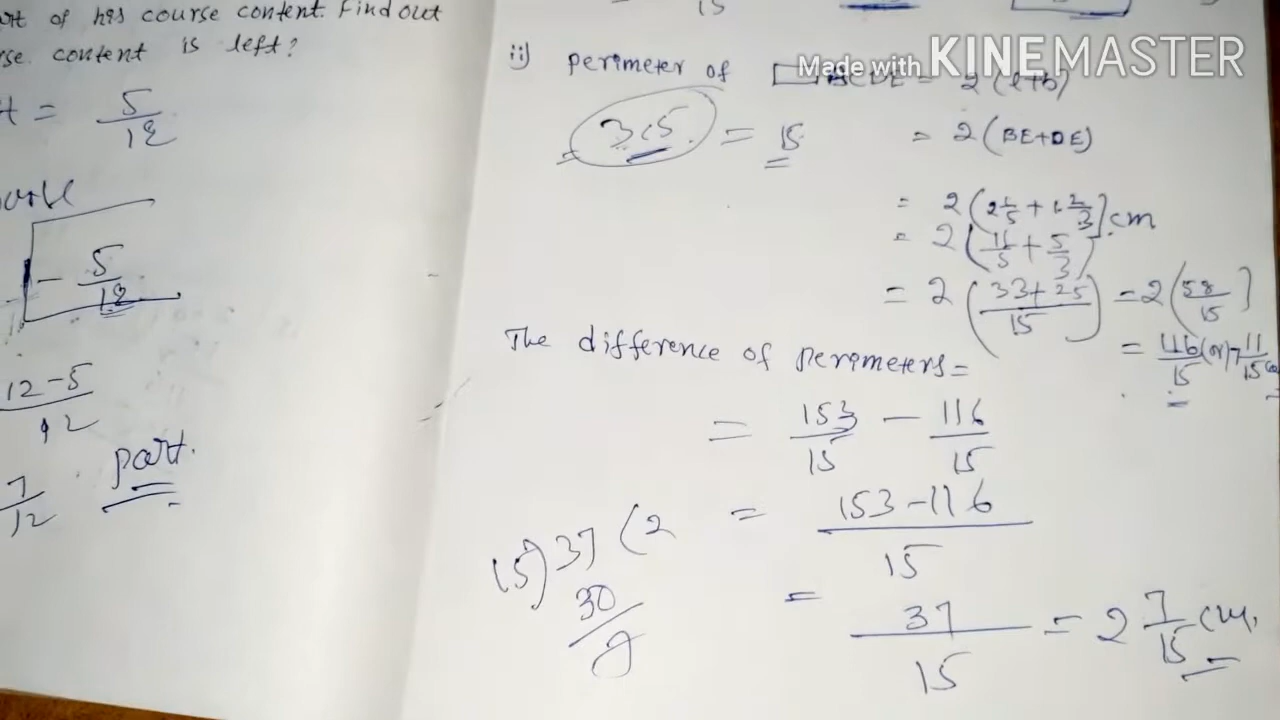 of his course content. Find out
content is left?
= 5/12
- 5/12
12-5/12
7/12 part.
15
Made with KINEMASTER
ii) perimeter of BCDE = 2(l+b)
= 3×5 = 15
= 2(BE+DE)
= 2(2 1/5 + 1 2/3) cm
= 2(11/5 + 5/3)
= 2(33+25/15) = 2(58/15)
= 116/15 (or) 7 11/15
The difference of perimeters =
= 153/15 - 116/15
= 153-116/15
15)37(2
30
7
= 37/15 = 2 7/15 cm.